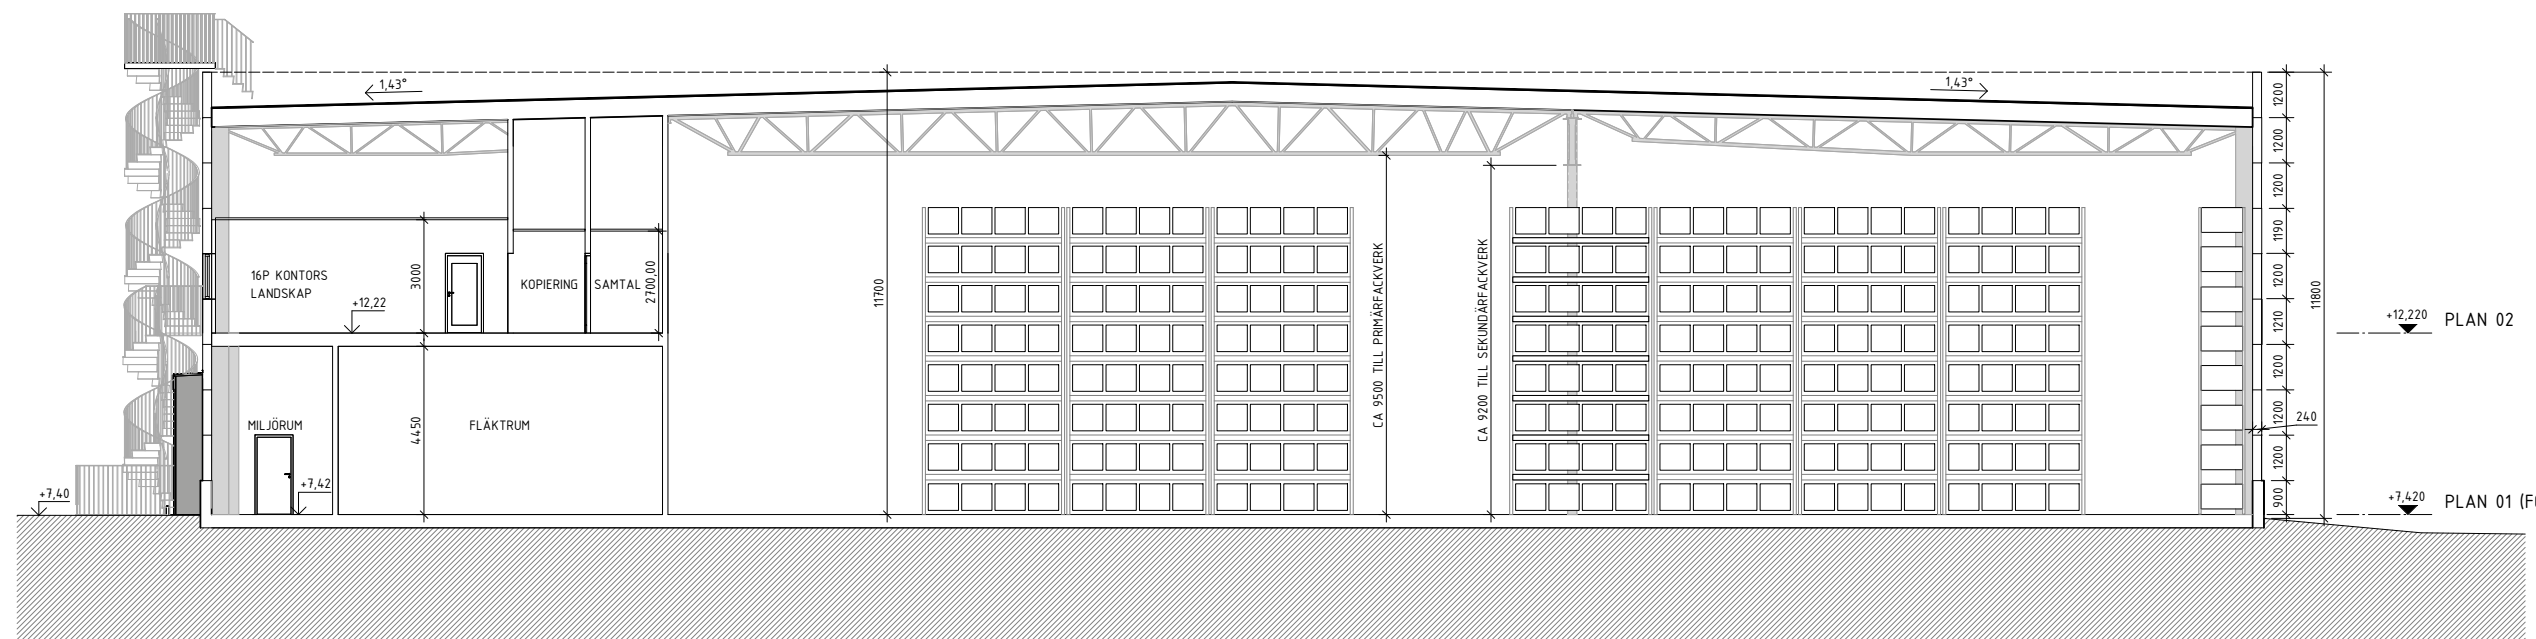 1,43°
1,43°
1200
1200
1200
1190
1200
1210
1200
1200
1200
900
11800
240
11700
CA 9500 TILL PRIMÄRFACKVERK
CA 9200 TILL SEKUNDÄRFACKVERK
16P KONTORS
LANDSKAP
+12,22
3000
KOPIERING
SAMTAL
2700,00
+12,220
PLAN 02
MILJÖRUM
4450
FLÄKTRUM
+7,42
+7,40
+7,420
PLAN 01 (F